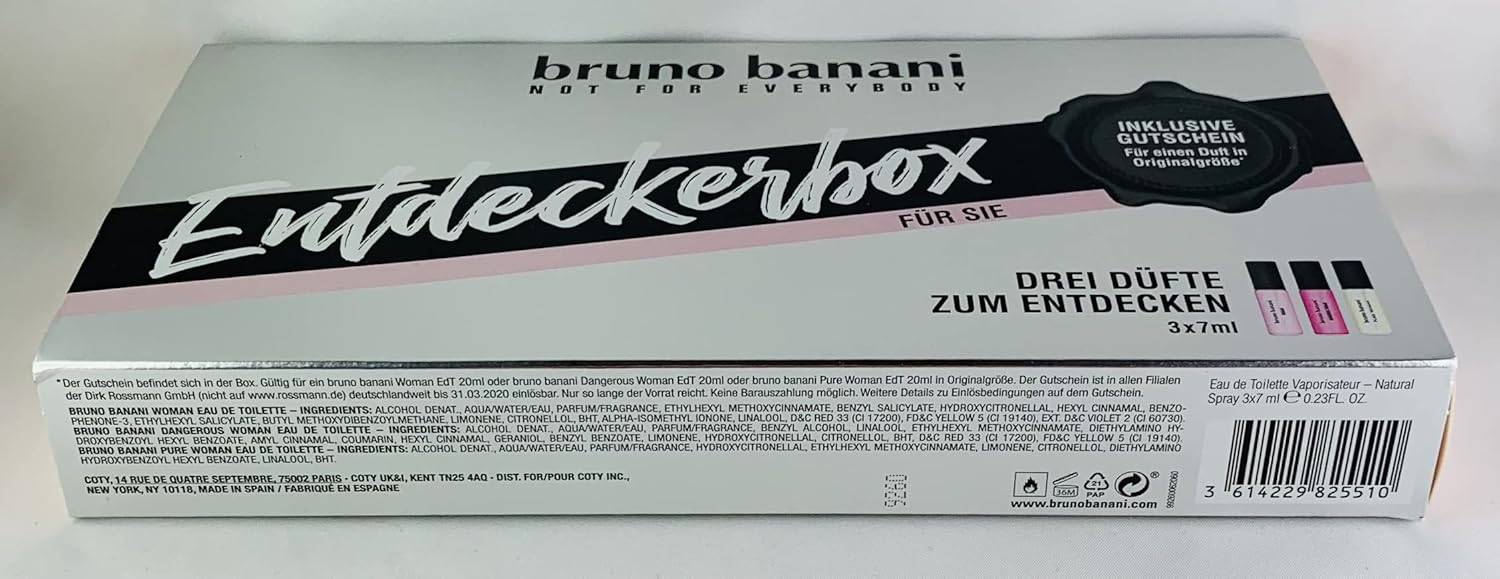 bruno banani
NOT FOR EVERYBODY
INKLUSIVE
GUTSCHEIN
Für einen Duft in
Originalgröße*
Entdeckerbox
FÜR SIE
DREI DÜFTE
ZUM ENTDECKEN
3x7ml
*Der Gutschein befindet sich in der Box. Gültig für ein bruno banani Woman EdT 20ml oder bruno banani Dangerous Woman EdT 20ml oder bruno banani Pure Woman EdT 20ml in Originalgröße. Der Gutschein ist in allen Filialen
der Dirk Rossmann GmbH (nicht auf www.rossmann.de) deutschlandweit bis 31.03.2020 einlösbar. Nur so lange der Vorrat reicht. Keine Barauszahlung möglich. Weitere Details zu Einlösbedingungen auf dem Gutschein.
BRUNO BANANI WOMAN EAU DE TOILETTE – INGREDIENTS: ALCOHOL DENAT., AQUA/WATER/EAU, PARFUM/FRAGRANCE, ETHYLHEXYL METHOXYCINNAMATE, BENZYL SALICYLATE, HYDROXYCITRONELLAL, HEXYL CINNAMAL, BENZO-
PHENONE-3, ETHYLHEXYL SALICYLATE, BUTYL METHOXYDIBENZOYLMETHANE, LIMONENE, CITRONELLOL, BHT, ALPHA-ISOMETHYL IONONE, LINALOOL, D&C RED 33 (CI 17200), FD&C YELLOW 5 (CI 19140), EXT. D&C VIOLET 2 (CI 60730).
BRUNO BANANI DANGEROUS WOMAN EAU DE TOILETTE – INGREDIENTS: ALCOHOL DENAT., AQUA/WATER/EAU, PARFUM/FRAGRANCE, BENZYL ALCOHOL, LINALOOL, ETHYLHEXYL METHOXYCINNAMATE, DIETHYLAMINO HY-
DROXYBENZOYL HEXYL BENZOATE, AMYL CINNAMAL, COUMARIN, HEXYL CINNAMAL, GERANIOL, BENZYL BENZOATE, LIMONENE, HYDROXYCITRONELLAL, CITRONELLOL, BHT, D&C RED 33 (CI 17200), FD&C YELLOW 5 (CI 19140).
BRUNO BANANI PURE WOMAN EAU DE TOILETTE – INGREDIENTS: ALCOHOL DENAT., AQUA/WATER/EAU, PARFUM/FRAGRANCE, HYDROXYCITRONELLAL, ETHYLHEXYL METHOXYCINNAMATE, LIMONENE, CITRONELLOL, DIETHYLAMINO
HYDROXYBENZOYL HEXYL BENZOATE, LINALOOL, BHT.
COTY, 14 RUE DE QUATRE SEPTEMBRE, 75002 PARIS · COTY UK&I, KENT TN25 4AQ · DIST. FOR/POUR COTY INC.,
NEW YORK, NY 10118, MADE IN SPAIN / FABRIQUÉ EN ESPAGNE
36M
21
PAP
www.brunobanani.com
Eau de Toilette Vaporisateur – Natural
Spray 3x7 ml ℮ 0.23FL. OZ.
3 614229 825510